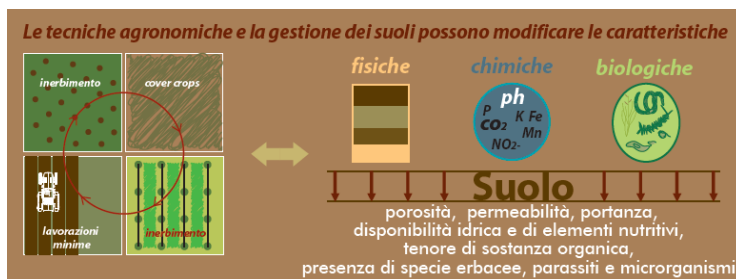 Le tecniche agronomiche e la gestione dei suoli possono modificare le caratteristiche
inerbimento
cover crops
lavorazioni
minime
inerbimento
fisiche
chimiche
biologiche
ph
P
K
Fe
CO2
Mn
NO2-
Suolo
porosità, permeabilità, portanza,
disponibilità idrica e di elementi nutritivi,
tenore di sostanza organica,
presenza di specie erbacee, parassiti e microrganismi